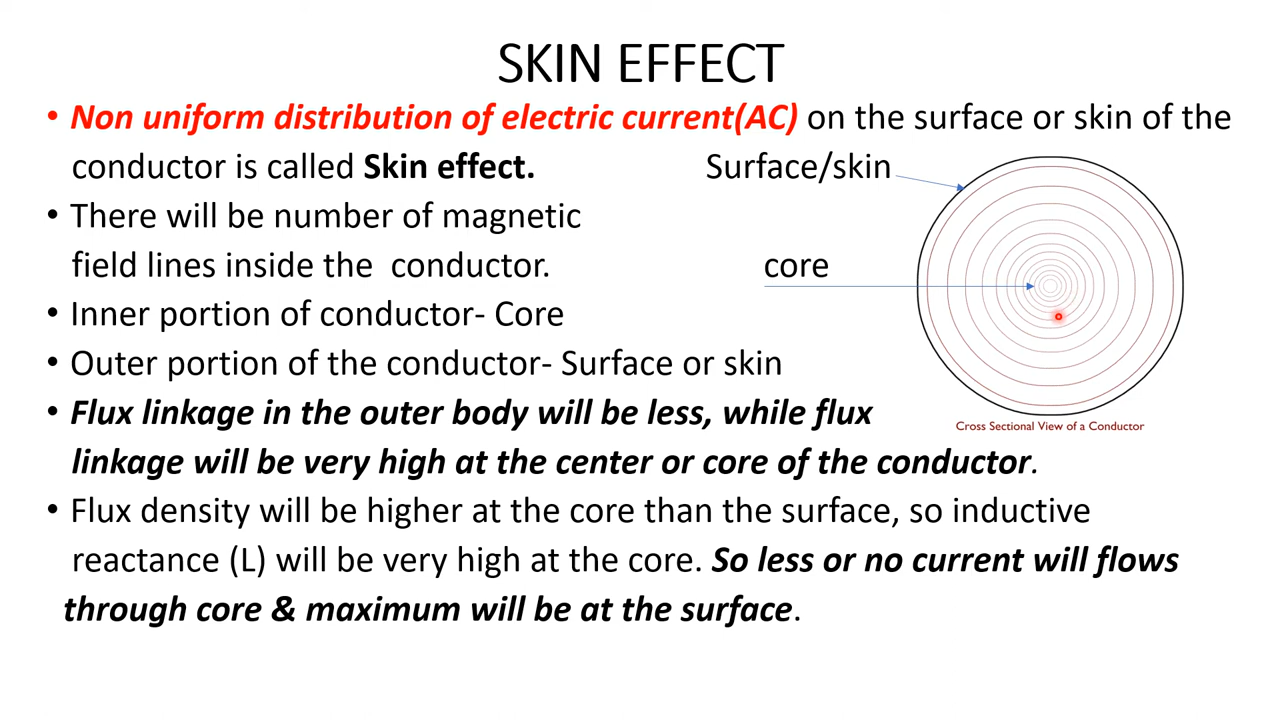 SKIN EFFECT
• Non uniform distribution of electric current(AC) on the surface or skin of the
conductor is called Skin effect.
Surface/skin
• There will be number of magnetic
field lines inside the conductor.
core
• Inner portion of conductor- Core
• Outer portion of the conductor- Surface or skin
• Flux linkage in the outer body will be less, while flux
Cross Sectional View of a Conductor
linkage will be very high at the center or core of the conductor.
• Flux density will be higher at the core than the surface, so inductive
reactance (L) will be very high at the core. So less or no current will flows
through core & maximum will be at the surface.